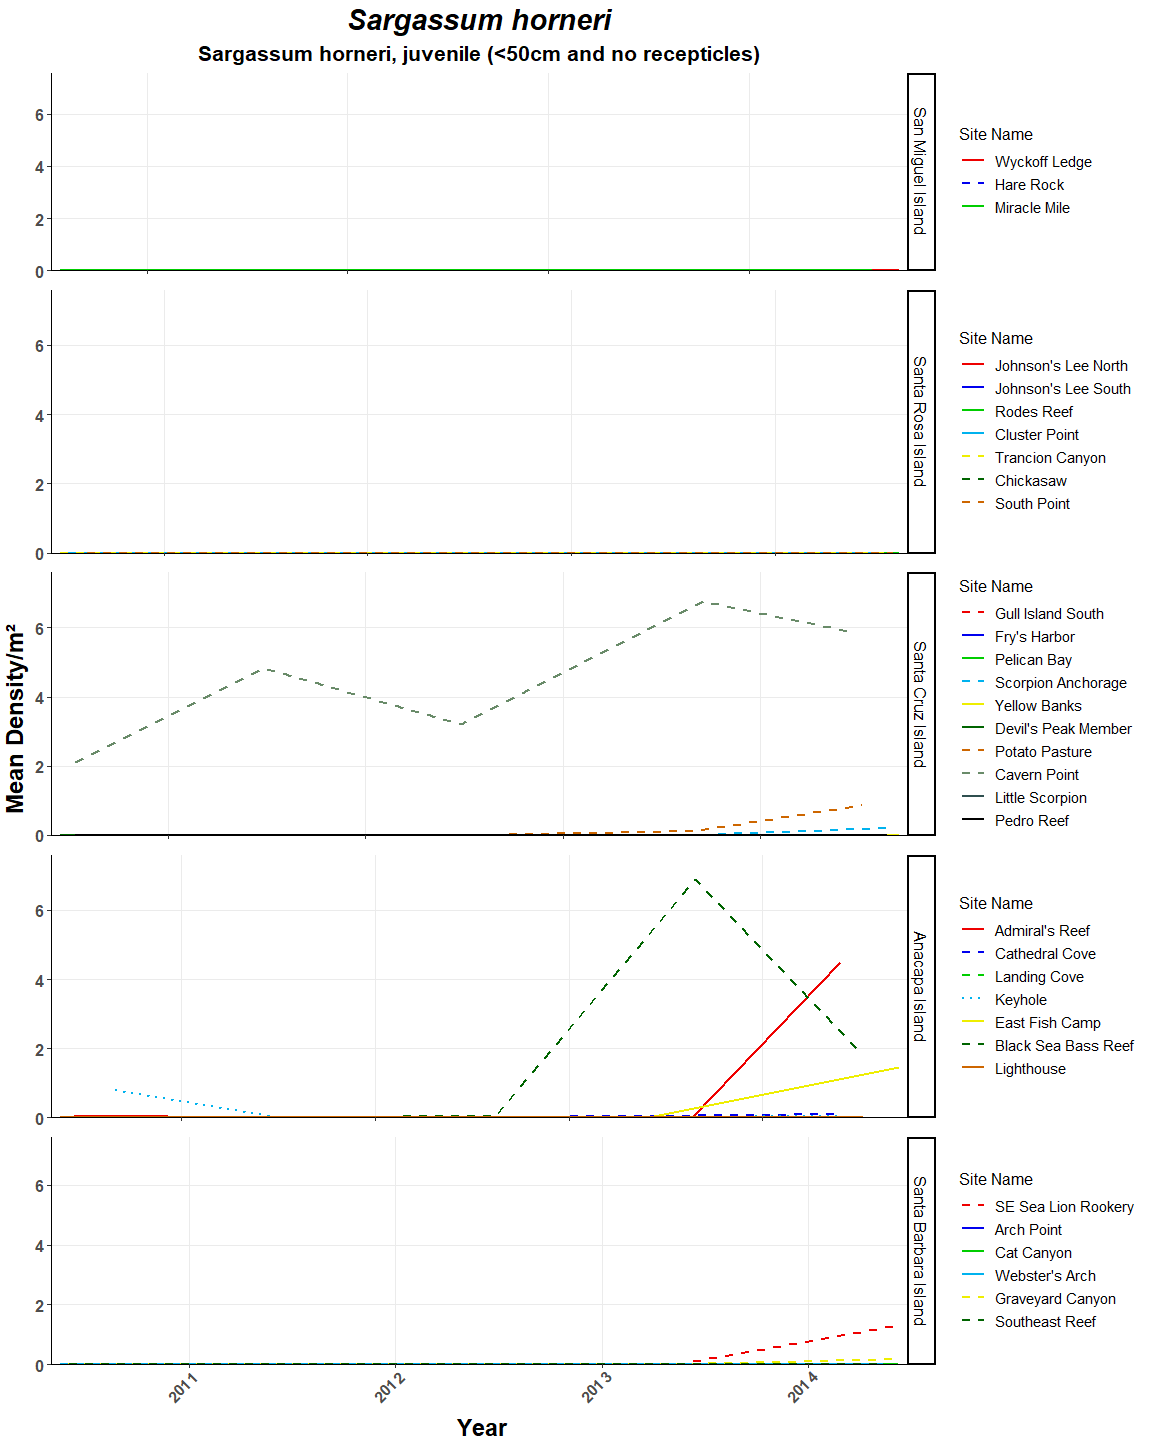 Sargassum horneri
Sargassum horneri, juvenile (<50cm and no recepticles)
Mean Density/m²
6
4
2
0
San Miguel Island
Site Name
Wyckoff Ledge
Hare Rock
Miracle Mile
6
4
2
0
Santa Rosa Island
Site Name
Johnson's Lee North
Johnson's Lee South
Rodes Reef
Cluster Point
Trancion Canyon
Chickasaw
South Point
6
4
2
0
Santa Cruz Island
Site Name
Gull Island South
Fry's Harbor
Pelican Bay
Scorpion Anchorage
Yellow Banks
Devil's Peak Member
Potato Pasture
Cavern Point
Little Scorpion
Pedro Reef
6
4
2
0
Anacapa Island
Site Name
Admiral's Reef
Cathedral Cove
Landing Cove
Keyhole
East Fish Camp
Black Sea Bass Reef
Lighthouse
6
4
2
0
Santa Barbara Island
Site Name
SE Sea Lion Rookery
Arch Point
Cat Canyon
Webster's Arch
Graveyard Canyon
Southeast Reef
2011
2012
2013
2014
Year